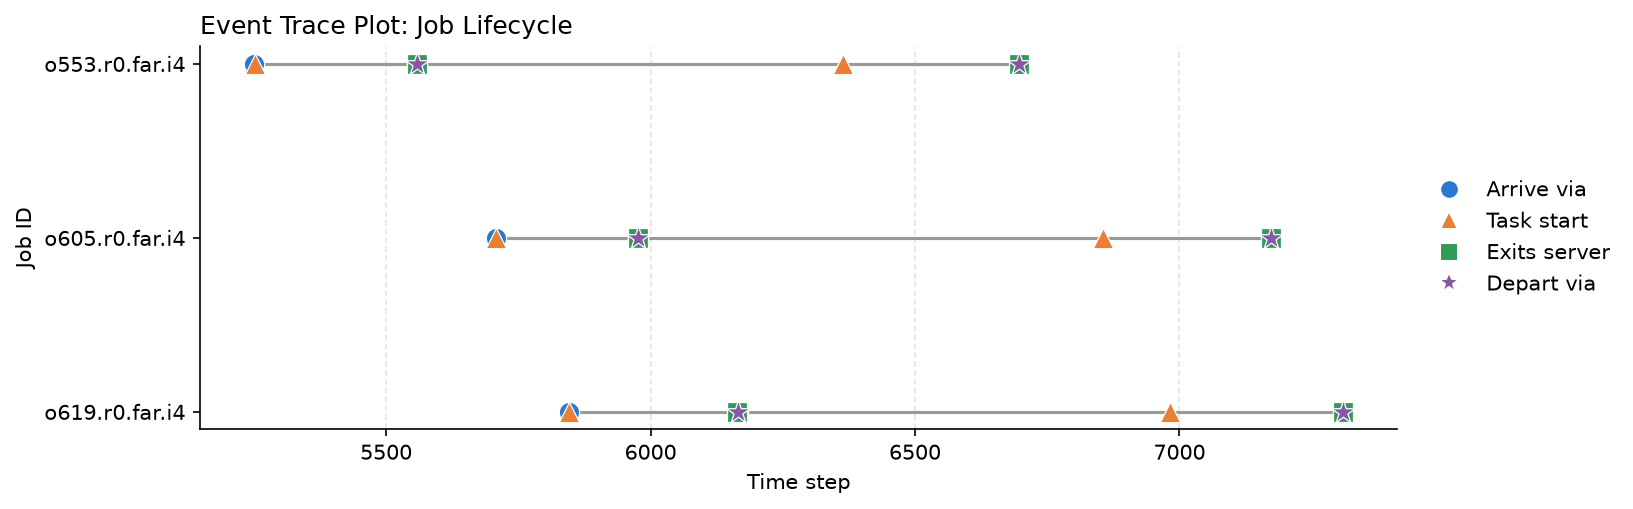 Event Trace Plot: Job Lifecycle
o553.r0.far.i4
o605.r0.far.i4
o619.r0.far.i4
Job ID
5500
6000
6500
7000
Time step
Arrive via
Task start
Exits server
Depart via